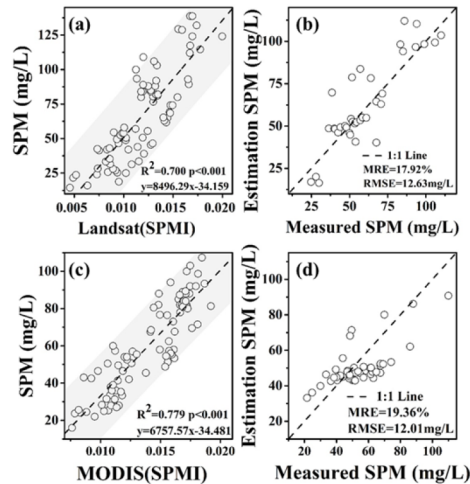 (a)
SPM (mg/L)
125
100
75
50
25
R²=0.700 p<0.001
y=8496.29x-34.159
0.005 0.010 0.015 0.020
Landsat(SPMI)
(b)
Estimation SPM (mg/L)
100
75
50
25
1:1 Line
MRE=17.92%
RMSE=12.63mg/L
25 50 75 100
Measured SPM (mg/L)
(c)
SPM (mg/L)
100
80
60
40
20
R²=0.779 p<0.001
y=6757.57x-34.481
0.010 0.015 0.020
MODIS(SPMI)
(d)
Estimation SPM (mg/L)
100
80
60
40
20
1:1 Line
MRE=19.36%
RMSE=12.01mg/L
20 40 60 80 100
Measured SPM (mg/L)